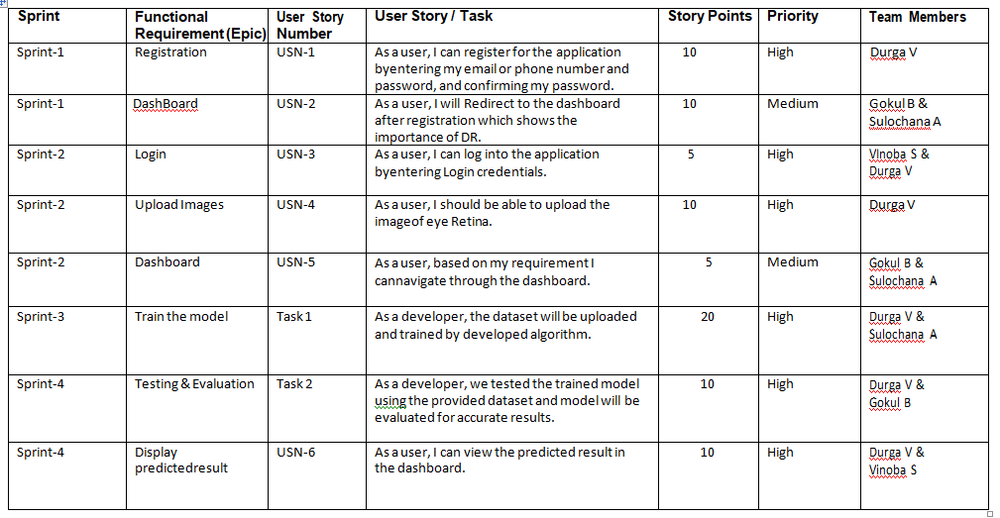 Sprint Functional Requirement(Epic) User Story Number User Story / Task Story Points Priority Team Members
Sprint-1 Registration USN-1 As a user, I can register for the application 10 High Durga V
byentering my email or phone number and
password, and confirming my password.
Sprint-1 DashBoard USN-2 As a user, I will Redirect to the dashboard 10 Medium Gokul B &
after registration which shows the Sulochana A
importance of DR.
Sprint-2 Login USN-3 As a user, I can log into the application 5 High VInoba S &
byentering Login credentials. Durga V
Sprint-2 Upload Images USN-4 As a user, I should be able to upload the 10 High Durga V
imageof eye Retina.
Sprint-2 Dashboard USN-5 As a user, based on my requirement I 5 Medium Gokul B &
cannavigate through the dashboard. Sulochana A
Sprint-3 Train the model Task 1 As a developer, the dataset will be uploaded 20 High Durga V &
and trained by developed algorithm. Sulochana A
Sprint-4 Testing & Evaluation Task 2 As a developer, we tested the trained model 10 High Durga V &
using the provided dataset and model will be Gokul B
evaluated for accurate results.
Sprint-4 Display USN-6 As a user, I can view the predicted result in 10 High Durga V &
predictedresult the dashboard. Vinoba S